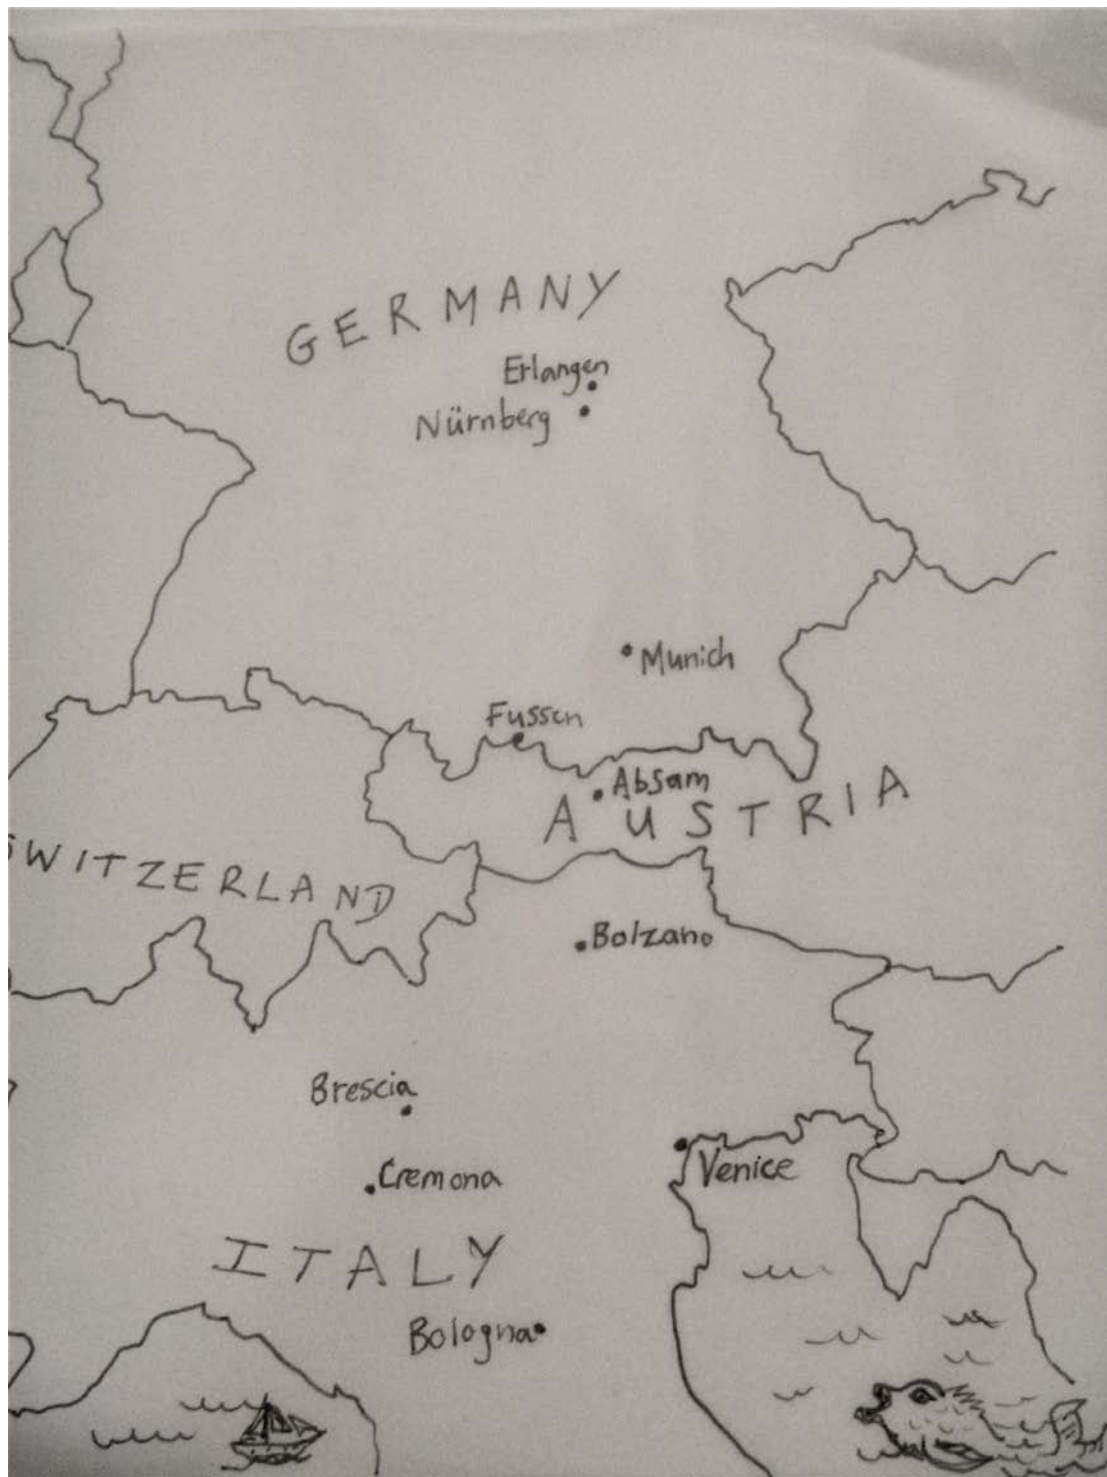 GERMANY
Erlangen
Nürnberg
Munich
Fussen
Absam
AUSTRIA
SWITZERLAND
Bolzano
Brescia
Cremona
Venice
ITALY
Bologna